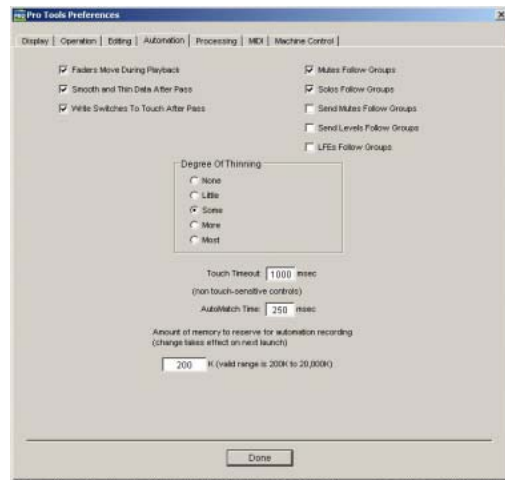 Pro Tools Preferences
Display Operation Editing Automation Processing MIDI Machine Control
Faders Move During Playback
Smooth and Thin Data After Pass
Write Switches To Touch After Pass
Mutes Follow Groups
Solos Follow Groups
Send Mutes Follow Groups
Send Levels Follow Groups
LFEs Follow Groups
Degree Of Thinning
None
Little
Some
More
Most
Touch Timeout: 1000 msec
(non touch-sensitive controls)
AutoMatch Time: 250 msec
Amount of memory to reserve for automation recording
(change takes effect on next launch)
200 K (valid range is 200K to 20,000K)
Done